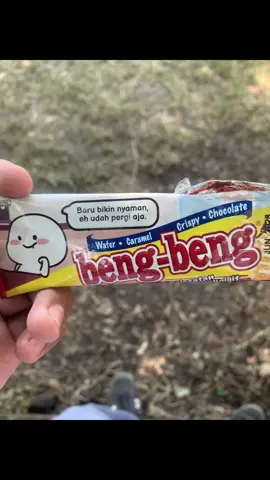 Baru bikin nyaman,
eh udah pergi aja.
Wafer • Caramel
Crispy • Chocolate
beng-beng